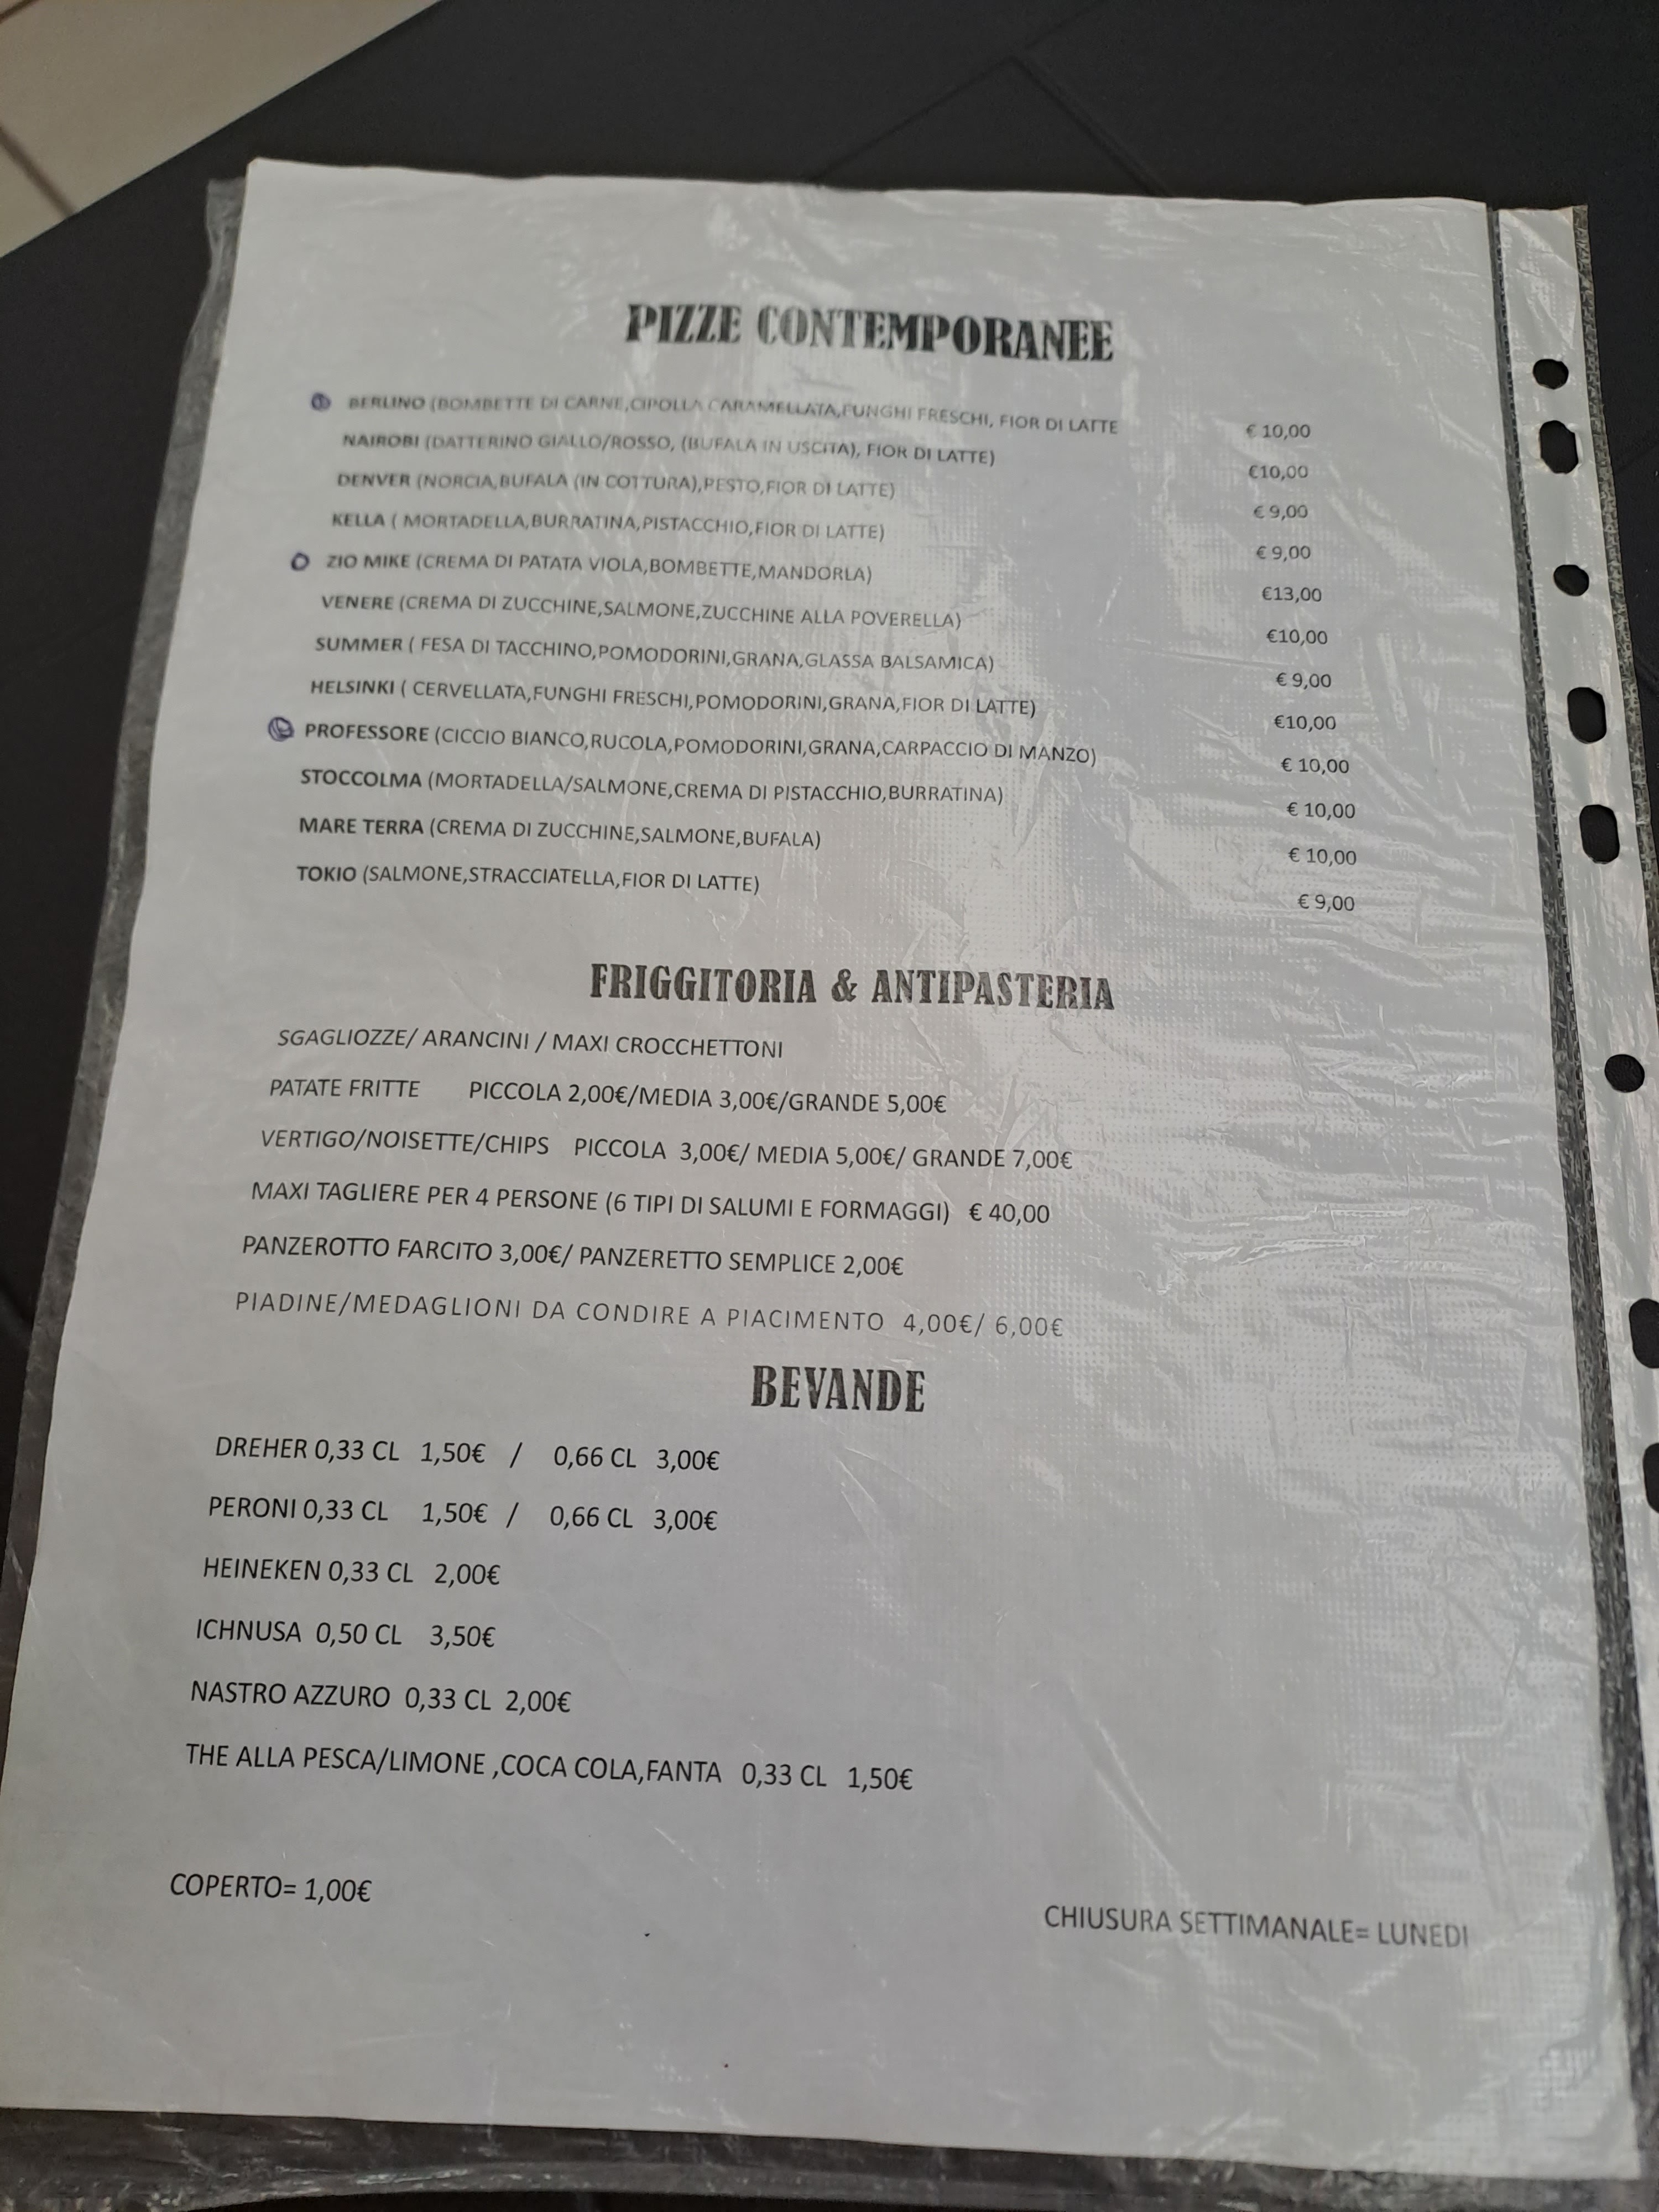 PIZZE CONTEMPORANEE
BERLINO (BOMBETTE DI CARNE,CIPOLLA CARAMELLATA,FUNGHI FRESCHI, FIOR DI LATTE € 10,00
NAIROBI (DATTERINO GIALLO/ROSSO, (BUFALA IN USCITA), FIOR DI LATTE) €10,00
DENVER (NORCIA,BUFALA (IN COTTURA),PESTO,FIOR DI LATTE) € 9,00
KELLA ( MORTADELLA,BURRATINA,PISTACCHIO,FIOR DI LATTE) € 9,00
ZIO MIKE (CREMA DI PATATA VIOLA,BOMBETTE,MANDORLA) €13,00
VENERE (CREMA DI ZUCCHINE,SALMONE,ZUCCHINE ALLA POVERELLA) €10,00
SUMMER ( FESA DI TACCHINO,POMODORINI,GRANA,GLASSA BALSAMICA) € 9,00
HELSINKI ( CERVELLATA,FUNGHI FRESCHI,POMODORINI,GRANA,FIOR DI LATTE) €10,00
PROFESSORE (CICCIO BIANCO,RUCOLA,POMODORINI,GRANA,CARPACCIO DI MANZO) € 10,00
STOCCOLMA (MORTADELLA/SALMONE,CREMA DI PISTACCHIO,BURRATINA) € 10,00
MARE TERRA (CREMA DI ZUCCHINE,SALMONE,BUFALA) € 10,00
TOKIO (SALMONE,STRACCIATELLA,FIOR DI LATTE) € 9,00
FRIGGITORIA & ANTIPASTERIA
SGAGLIOZZE/ ARANCINI / MAXI CROCCHETTONI
PATATE FRITTE PICCOLA 2,00€/MEDIA 3,00€/GRANDE 5,00€
VERTIGO/NOISETTE/CHIPS PICCOLA 3,00€/ MEDIA 5,00€/ GRANDE 7,00€
MAXI TAGLIERE PER 4 PERSONE (6 TIPI DI SALUMI E FORMAGGI) € 40,00
PANZEROTTO FARCITO 3,00€/ PANZERETTO SEMPLICE 2,00€
PIADINE/MEDAGLIONI DA CONDIRE A PIACIMENTO 4,00€/ 6,00€
BEVANDE
DREHER 0,33 CL 1,50€ / 0,66 CL 3,00€
PERONI 0,33 CL 1,50€ / 0,66 CL 3,00€
HEINEKEN 0,33 CL 2,00€
ICHNUSA 0,50 CL 3,50€
NASTRO AZZURO 0,33 CL 2,00€
THE ALLA PESCA/LIMONE ,COCA COLA,FANTA 0,33 CL 1,50€
COPERTO= 1,00€
CHIUSURA SETTIMANALE= LUNEDI